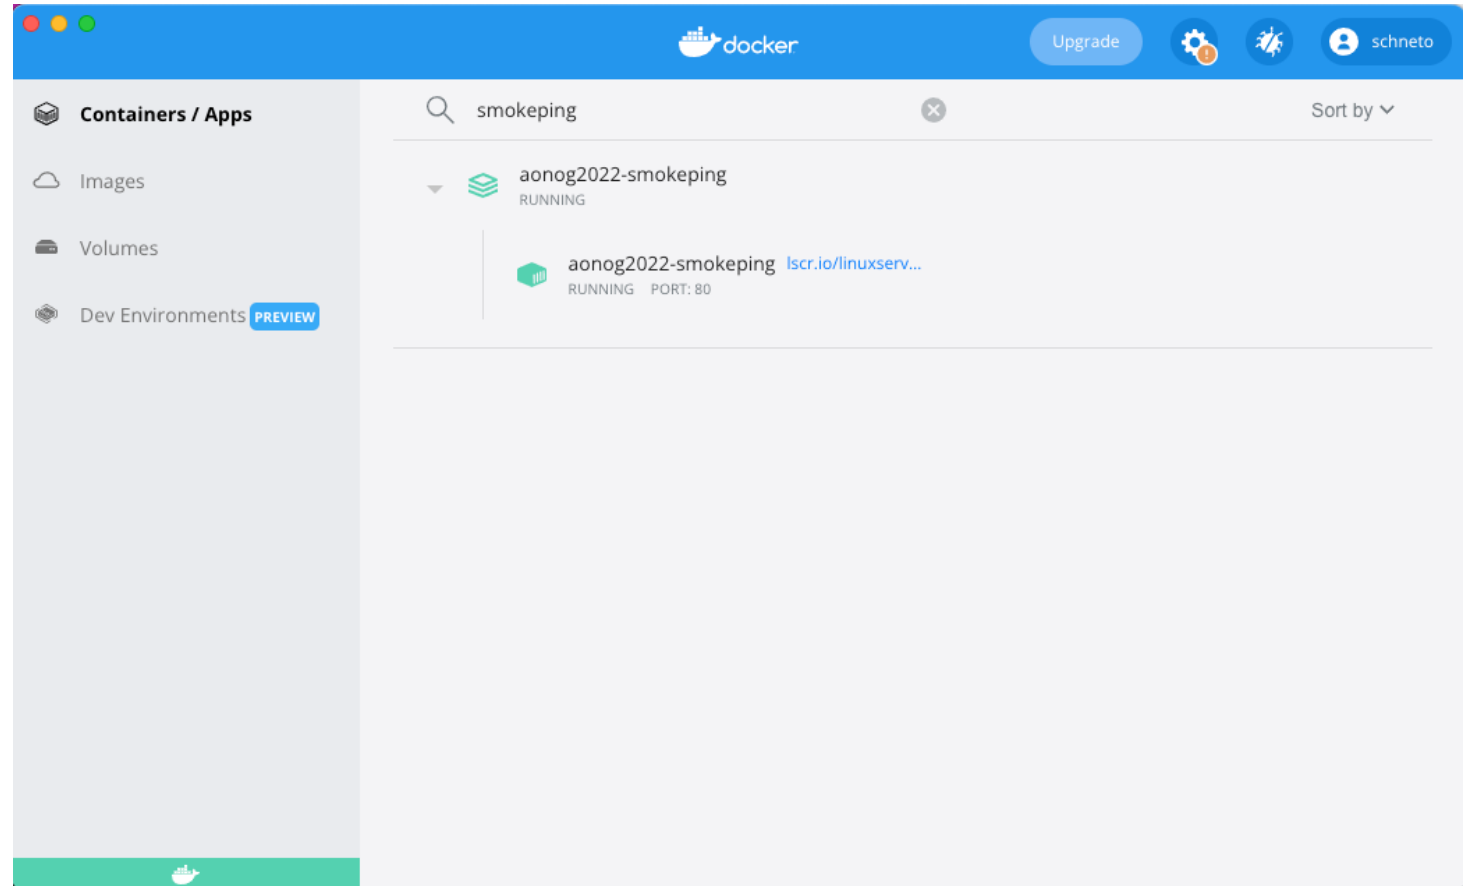 docker
Upgrade
schneto
Containers / Apps
Images
Volumes
Dev Environments PREVIEW
smokeping
Sort by
aonog2022-smokeping
RUNNING
aonog2022-smokeping lscr.io/linuxserv...
RUNNING PORT: 80